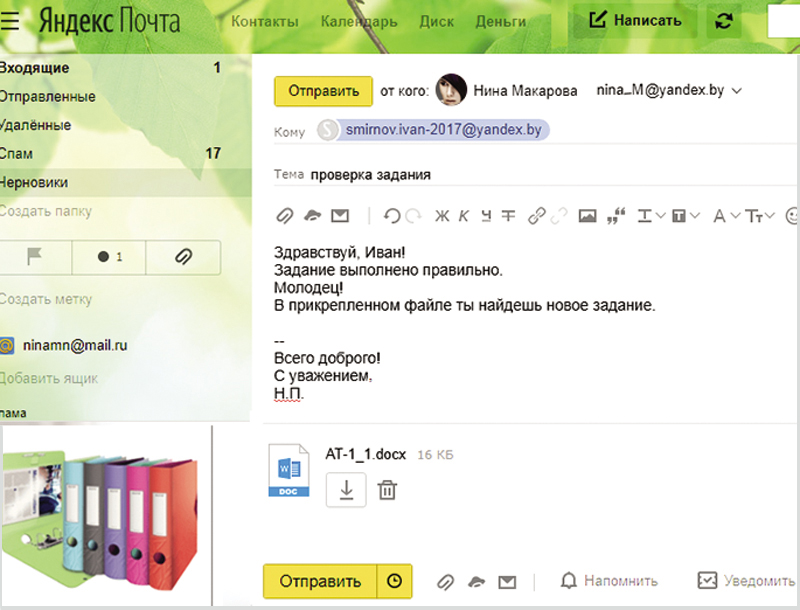 Яндекс Почта
Контакты Календарь Диск Деньги Написать
Входящие 1
Отправленные
Удалённые
Спам 17
Черновики
Создать папку
1
Создать метку
ninamn@mail.ru
Добавить ящик
лама
Отправить от кого: Нина Макарова nina_M@yandex.by
Кому S smirnov.ivan-2017@yandex.by
Тема проверка задания
Ж К Ч Т Т Т А Тт
Здравствуй, Иван!
Задание выполнено правильно.
Молодец!
В прикрепленном файле ты найдешь новое задание.
--
Всего доброго!
С уважением,
Н.П.
W DOC
АТ-1_1.docx 16 КБ
Отправить Напомнить Уведомить